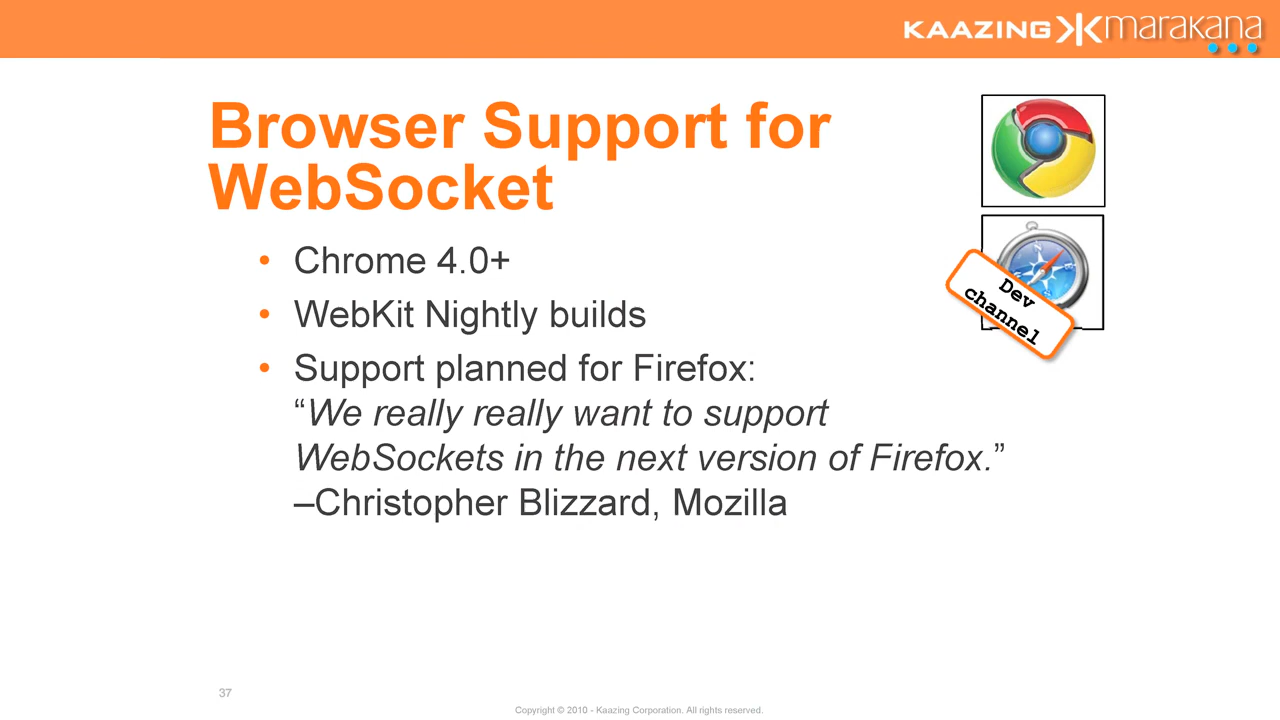 KAAZING marakana
Browser Support for
WebSocket
• Chrome 4.0+
• WebKit Nightly builds
• Support planned for Firefox:
“We really really want to support
WebSockets in the next version of Firefox.”
–Christopher Blizzard, Mozilla
Dev
channel
37
Copyright © 2010 - Kaazing Corporation. All rights reserved.